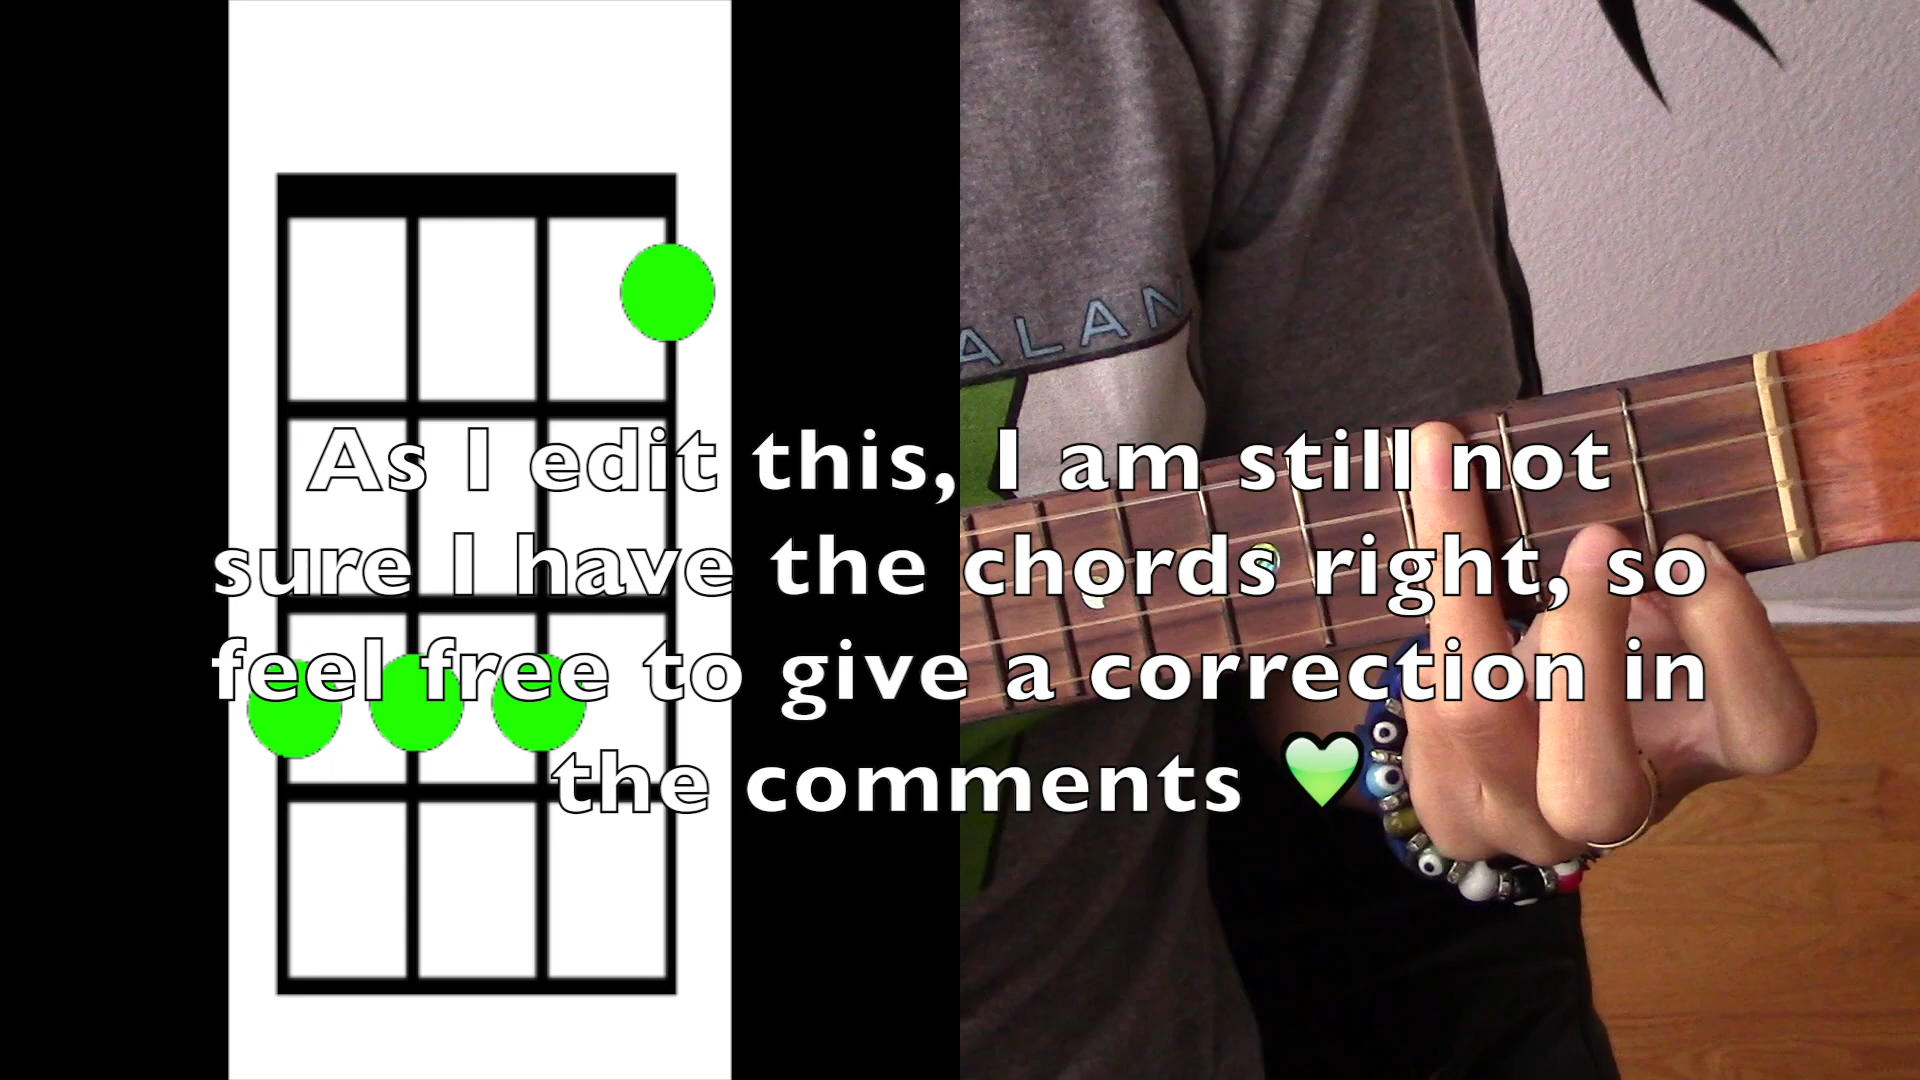 ALAN
As I edit this, I am still not
sure I have the chords right, so
feel free to give a correction in
the comments 💚